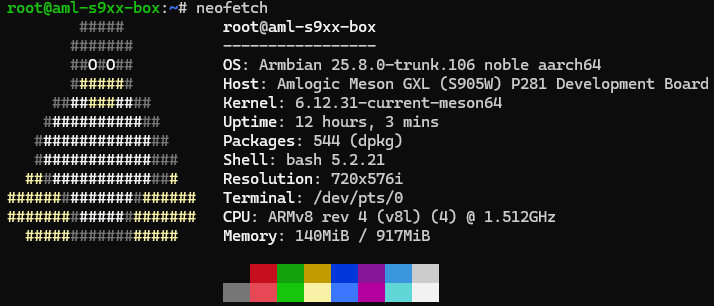 root@aml-s9xx-box:~# neofetch
         #####           root@aml-s9xx-box
        #######          -----------------
        ##O#O##          OS: Armbian 25.8.0-trunk.106 noble aarch64
        #######          Host: Amlogic Meson GXL (S905W) P281 Development Board
      ###########        Kernel: 6.12.31-current-meson64
     #############       Uptime: 12 hours, 3 mins
    ###############      Packages: 544 (dpkg)
    ################     Shell: bash 5.2.21
   #################     Resolution: 720x576i
 #####################   Terminal: /dev/pts/0
 #####################   CPU: ARMv8 rev 4 (v8l) (4) @ 1.512GHz
   #################     Memory: 140MiB / 917MiB